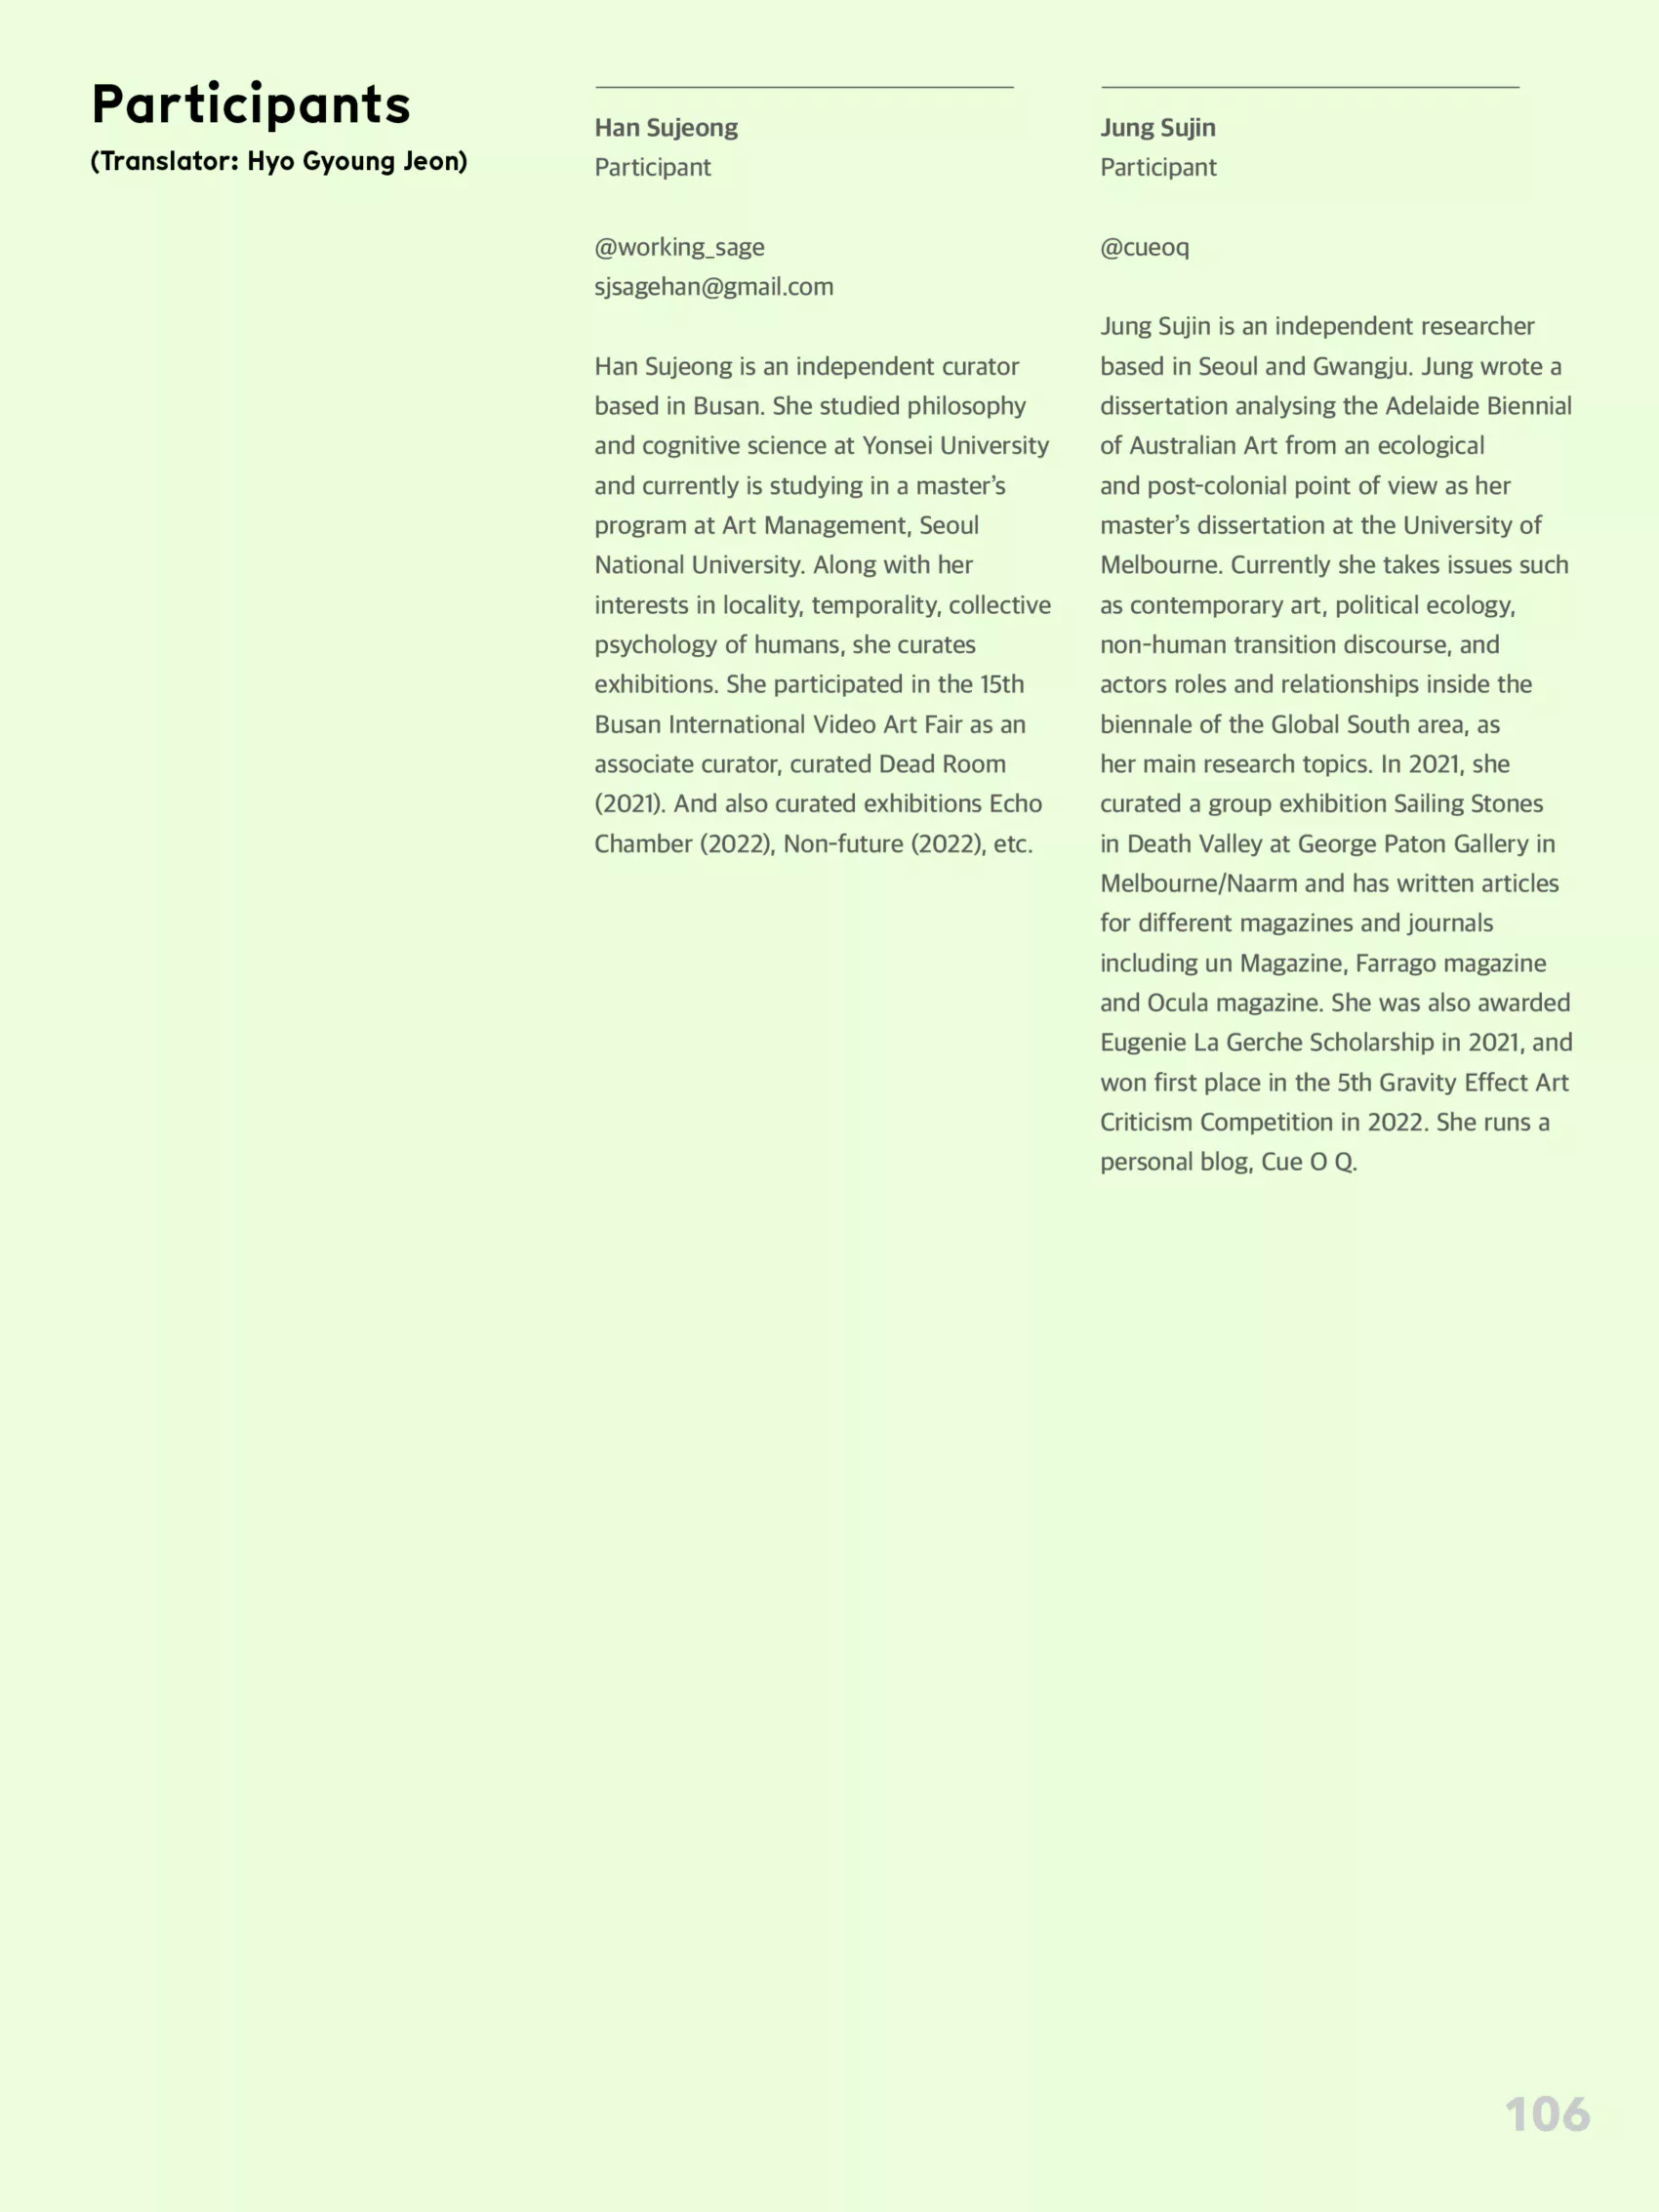 Participants
(Translator: Hyo Gyoung Jeon)
Han Sujeong
Participant
@working_sage
sjsagehan@gmail.com
Han Sujeong is an independent curator
based in Busan. She studied philosophy
and cognitive science at Yonsei University
and currently is studying in a master’s
program at Art Management, Seoul
National University. Along with her
interests in locality, temporality, collective
psychology of humans, she curates
exhibitions. She participated in the 15th
Busan International Video Art Fair as an
associate curator, curated Dead Room
(2021). And also curated exhibitions Echo
Chamber (2022), Non-future (2022), etc.
Jung Sujin
Participant
@cueoq
Jung Sujin is an independent researcher
based in Seoul and Gwangju. Jung wrote a
dissertation analysing the Adelaide Biennial
of Australian Art from an ecological
and post-colonial point of view as her
master’s dissertation at the University of
Melbourne. Currently she takes issues such
as contemporary art, political ecology,
non-human transition discourse, and
actors roles and relationships inside the
biennale of the Global South area, as
her main research topics. In 2021, she
curated a group exhibition Sailing Stones
in Death Valley at George Paton Gallery in
Melbourne/Naarm and has written articles
for different magazines and journals
including un Magazine, Farrago magazine
and Ocula magazine. She was also awarded
Eugenie La Gerche Scholarship in 2021, and
won first place in the 5th Gravity Effect Art
Criticism Competition in 2022. She runs a
personal blog, Cue O Q.
106